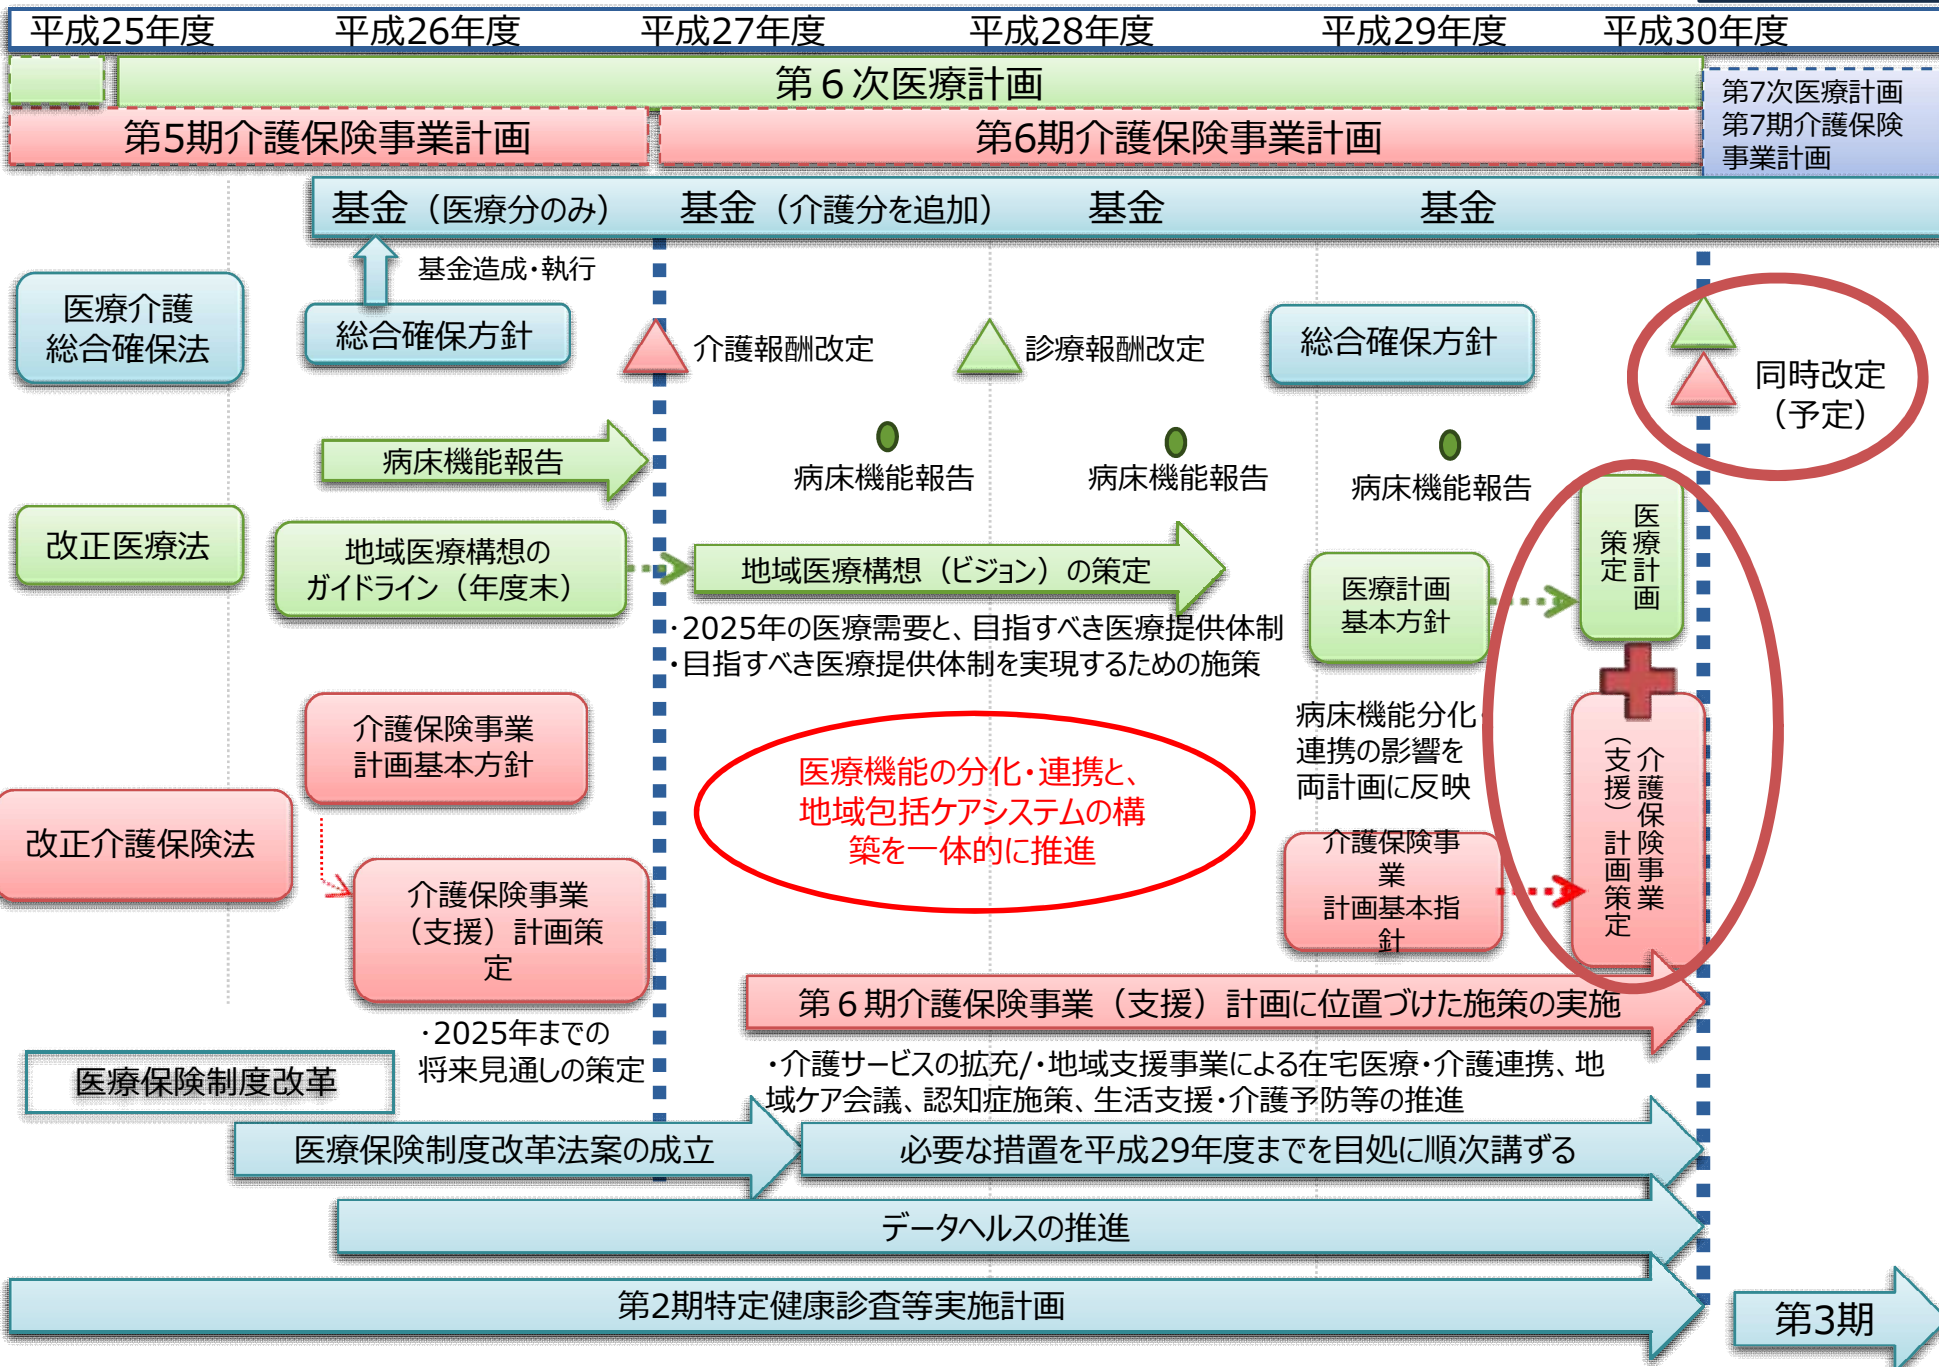 平成25年度
平成26年度
平成27年度
平成28年度
平成29年度
平成30年度
第６次医療計画
第5期介護保険事業計画
第6期介護保険事業計画
第7次医療計画
第7期介護保険
事業計画
基金（医療分のみ）
基金（介護分を追加）
基金
基金
基金造成・執行
医療介護
総合確保法
総合確保方針
介護報酬改定
診療報酬改定
総合確保方針
同時改定
（予定）
病床機能報告
病床機能報告
病床機能報告
病床機能報告
改正医療法
地域医療構想の
ガイドライン（年度末）
地域医療構想（ビジョン）の策定
・2025年の医療需要と、目指すべき医療提供体制
・目指すべき医療提供体制を実現するための施策
医療計画
基本方針
医療計画
策定
介護保険事業
計画基本方針
医療機能の分化・連携と、
地域包括ケアシステムの構
築を一体的に推進
病床機能分化・
連携の影響を
両計画に反映
介護保険事業
（支援）計画策定
改正介護保険法
介護保険事業
（支援）計画策
定
介護保険事
業
計画基本指
針
第６期介護保険事業（支援）計画に位置づけた施策の実施
・2025年までの
将来見通しの策定
・介護サービスの拡充/・地域支援事業による在宅医療・介護連携、地
域ケア会議、認知症施策、生活支援・介護予防等の推進
医療保険制度改革
医療保険制度改革法案の成立
必要な措置を平成29年度までを目処に順次講ずる
データヘルスの推進
第2期特定健康診査等実施計画
第3期